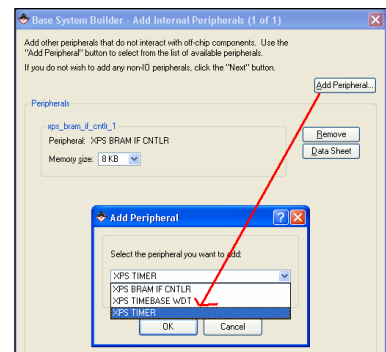 Base System Builder - Add Internal Peripherals (1 of 1)
Add other peripherals that do not interact with off-chip components. Use the
"Add Peripheral" button to select from the list of available peripherals.
If you do not wish to add any non-IO peripherals, click the "Next" button.
Add Peripheral...
Peripherals
xps_bram_if_cntlr_1
Peripheral: XPS BRAM IF CNTLR
Remove
Memory size: 8 KB
Data Sheet
Add Peripheral
Select the peripheral you want to add:
XPS TIMER
XPS BRAM IF CNTLR
XPS TIMEBASE WDT
XPS TIMER
OK Cancel